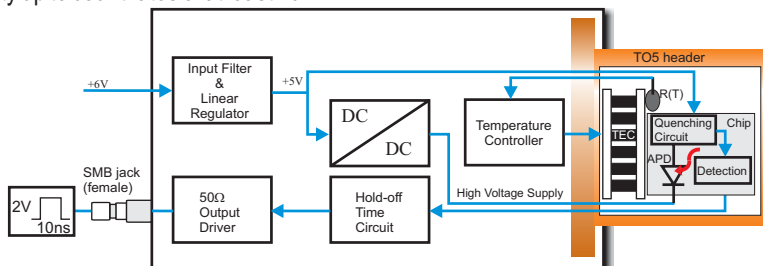 TO5 header
Input Filter
&
Linear
Regulator
+6V
+5V
DC
DC
Temperature
Controller
TEC
R(T)
Quenching
Circuit
Chip
APD
Detection
High Voltage Supply
SMB jack
(female)
2V
10ns
50Ω
Output
Driver
Hold-off
Time
Circuit